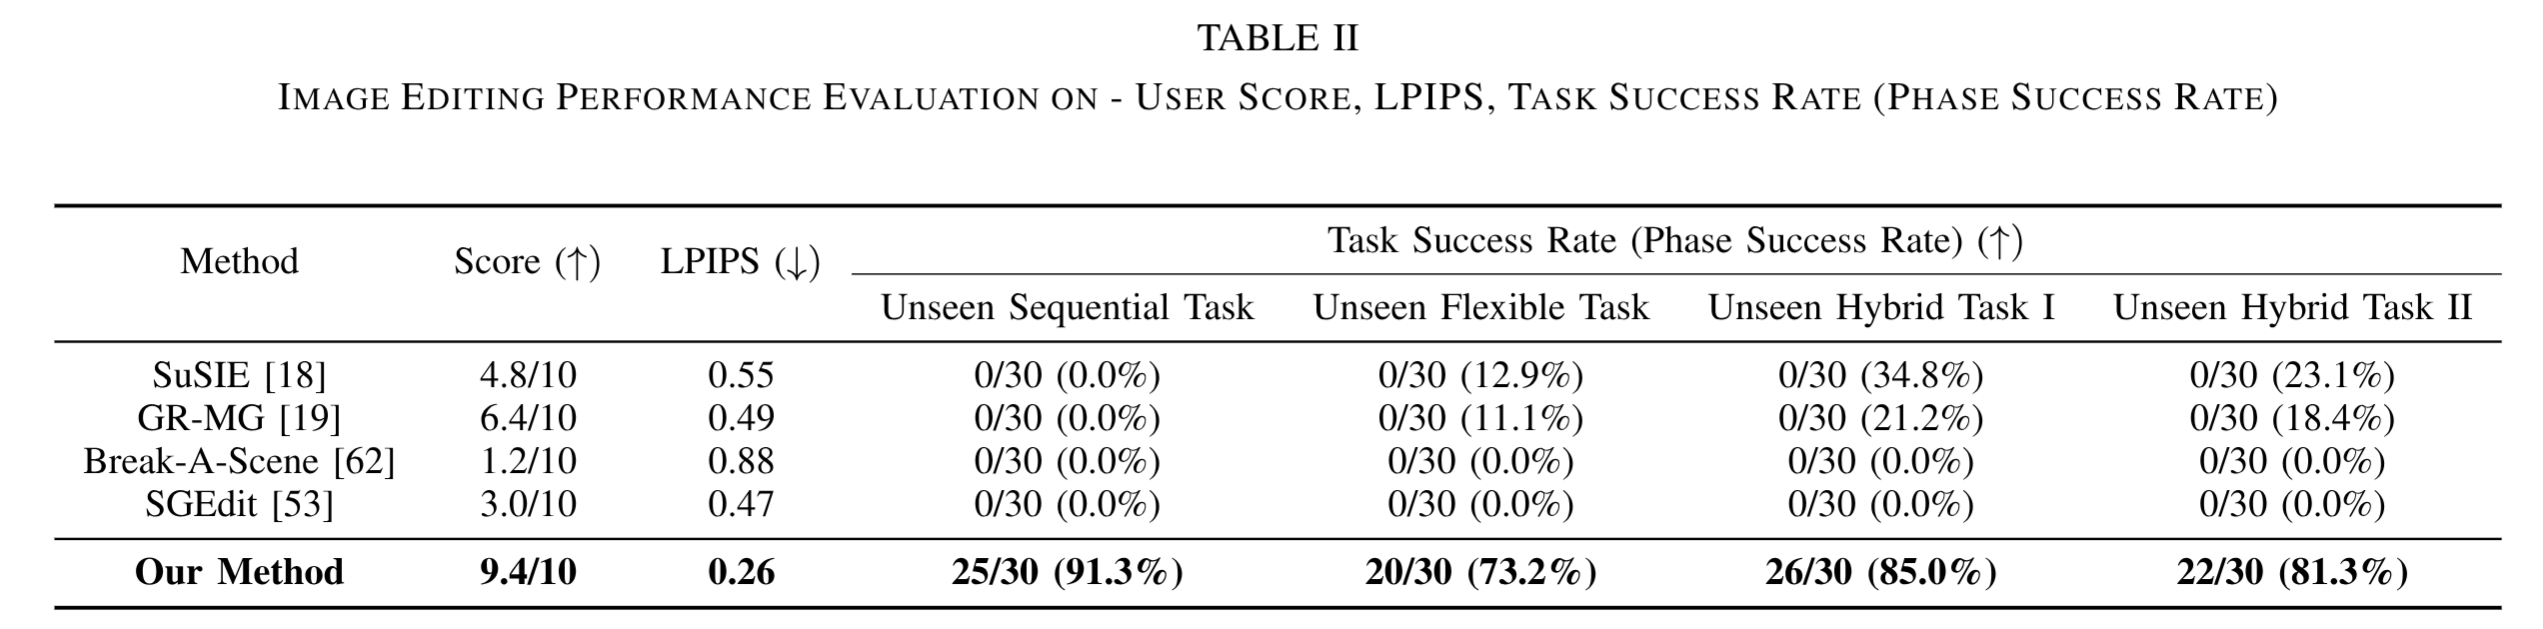 TABLE II
IMAGE EDITING PERFORMANCE EVALUATION ON - USER SCORE, LPIPS, TASK SUCCESS RATE (PHASE SUCCESS RATE)
Method Score (↑) LPIPS (↓) Task Success Rate (Phase Success Rate) (↑)
Unseen Sequential Task Unseen Flexible Task Unseen Hybrid Task I Unseen Hybrid Task II
SuSIE [18] 4.8/10 0.55 0/30 (0.0%) 0/30 (12.9%) 0/30 (34.8%) 0/30 (23.1%)
GR-MG [19] 6.4/10 0.49 0/30 (0.0%) 0/30 (11.1%) 0/30 (21.2%) 0/30 (18.4%)
Break-A-Scene [62] 1.2/10 0.88 0/30 (0.0%) 0/30 (0.0%) 0/30 (0.0%) 0/30 (0.0%)
SGEdit [53] 3.0/10 0.47 0/30 (0.0%) 0/30 (0.0%) 0/30 (0.0%) 0/30 (0.0%)
Our Method 9.4/10 0.26 25/30 (91.3%) 20/30 (73.2%) 26/30 (85.0%) 22/30 (81.3%)